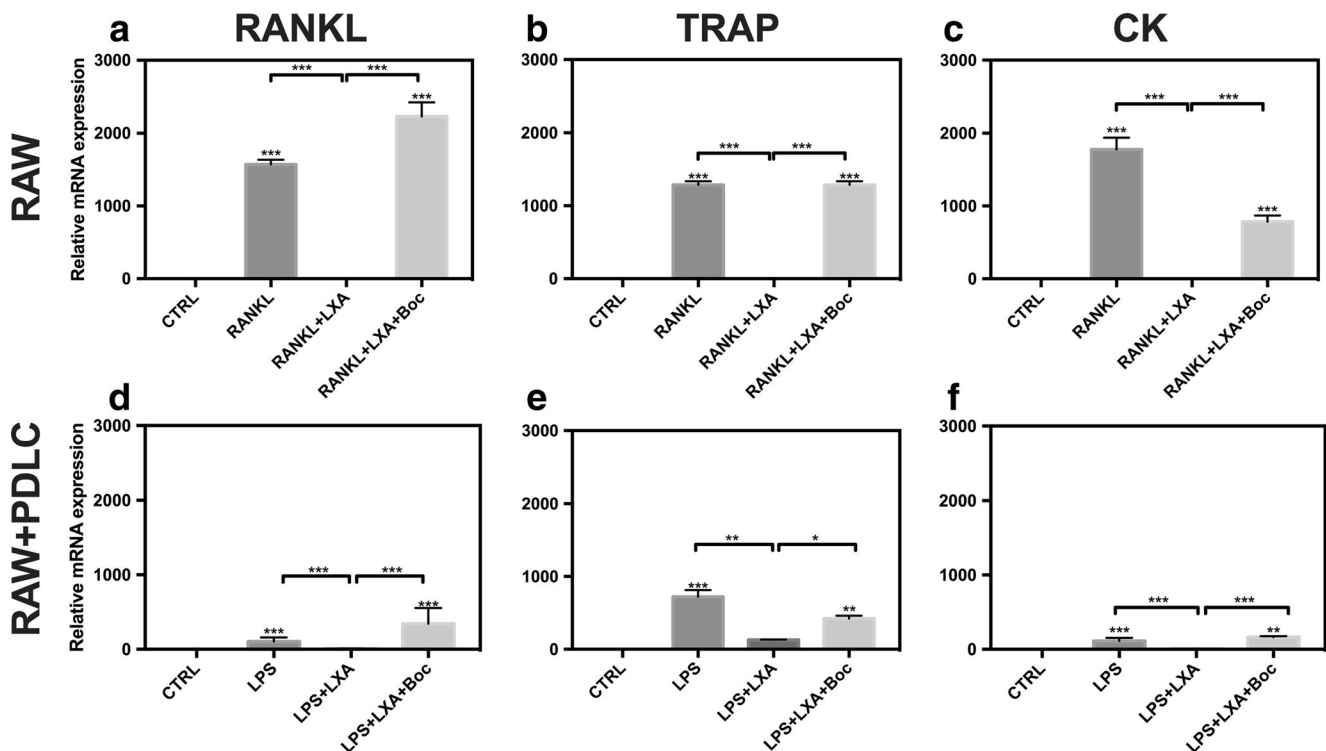 a RANKL b TRAP c CK
RAW
Relative mRNA expression
3000
2000
1000
0
*** ***
***
***
CTRL
RANKL
RANKL+LXA
RANKL+LXA+Boc
3000
2000
1000
0
*** ***
*** ***
CTRL
RANKL
RANKL+LXA
RANKL+LXA+Boc
3000
2000
1000
0
*** ***
***
***
CTRL
RANKL
RANKL+LXA
RANKL+LXA+Boc
RAW+PDLC
d
Relative mRNA expression
3000
2000
1000
0
*** ***
***
***
CTRL
LPS
LPS+LXA
LPS+LXA+Boc
e
3000
2000
1000
0
** *
***
**
CTRL
LPS
LPS+LXA
LPS+LXA+Boc
f
3000
2000
1000
0
*** ***
*** **
CTRL
LPS
LPS+LXA
LPS+LXA+Boc